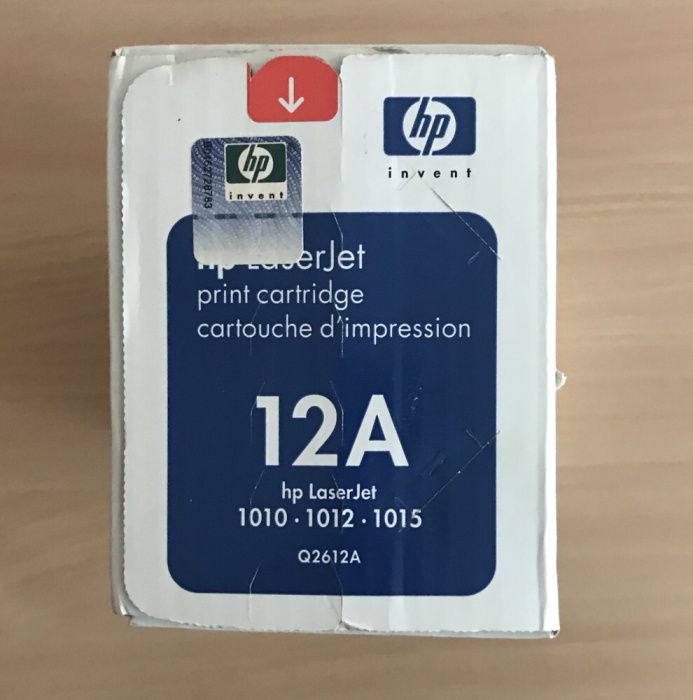 hp
invent
hp
invent
hp LaserJet
print cartridge
cartouche d'impression
12A
hp LaserJet
1010 · 1012 · 1015
Q2612A